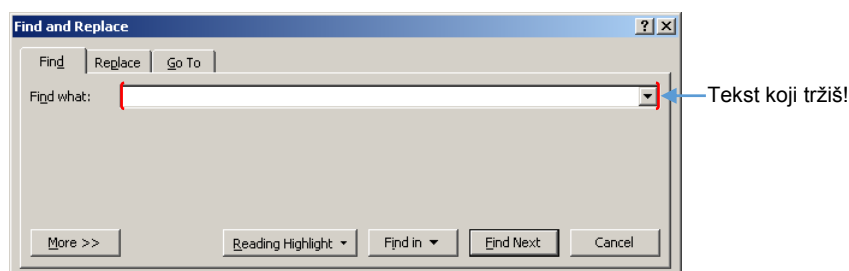 Find and Replace
Find Replace Go To
Find what:
Tekst koji tržiš!
More >> Reading Highlight Find in Find Next Cancel